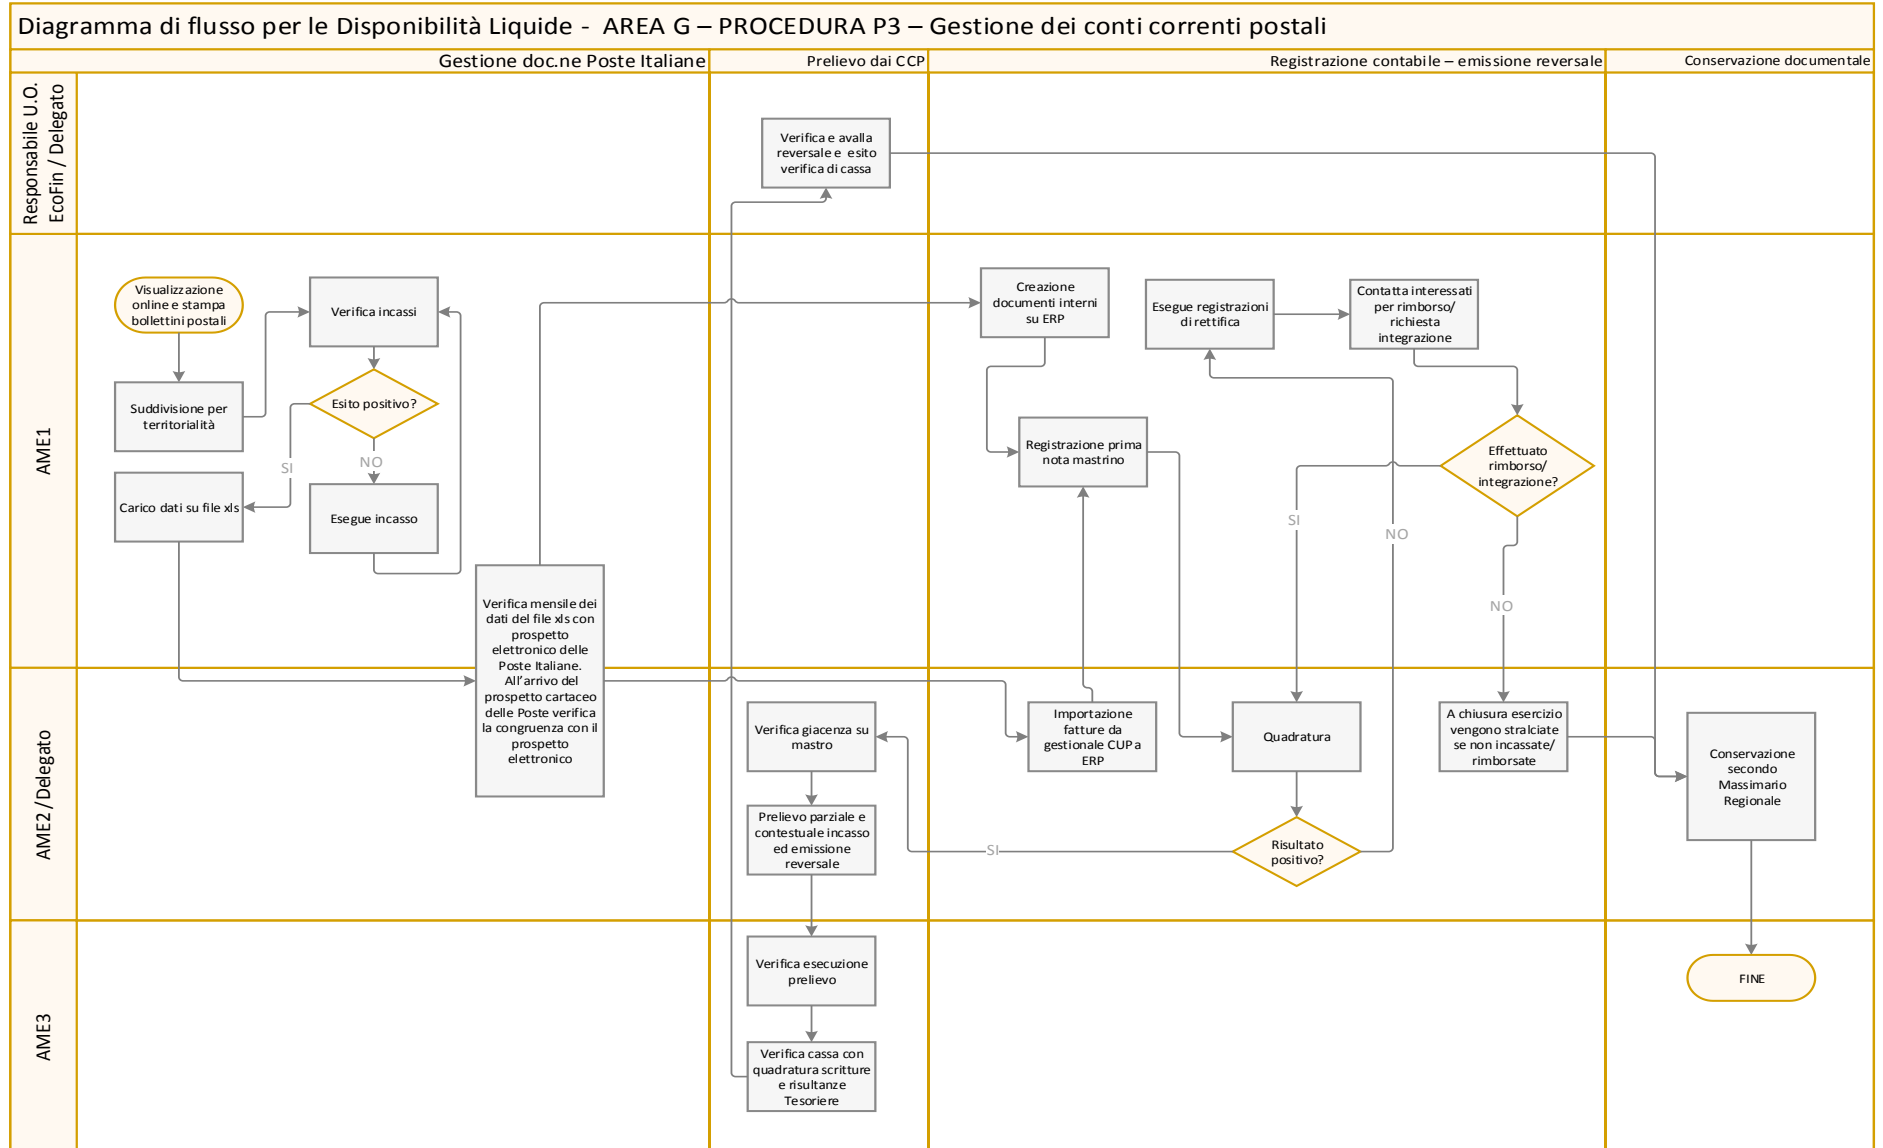 Diagramma di flusso per le Disponibilità Liquide - AREA G – PROCEDURA P3 – Gestione dei conti correnti postali
Gestione doc.ne Poste Italiane
Prelievo dai CCP
Registrazione contabile – emissione reversale
Conservazione documentale
Responsabile U.O.
EcoFin / Delegato
Verifica e avalla
reversale e esito
verifica di cassa
AME1
Visualizzazione
online e stampa
bollettini postali
Verifica incassi
Suddivisione per
territorialità
Esito positivo?
SI
NO
Carico dati su file xls
Esegue incasso
Verifica mensile dei
dati del file xls con
prospetto
elettronico delle
Poste Italiane.
All’arrivo del
prospetto cartaceo
delle Poste verifica
la congruenza con il
prospetto
elettronico
Creazione
documenti interni
su ERP
Esegue registrazioni
di rettifica
Contatta interessati
per rimborso/
richiesta
integrazione
Registrazione prima
nota mastrino
Effettuato
rimborso/
integrazione?
SI
NO
NO
AME2 / Delegato
Verifica giacenza su
mastro
Importazione
fatture da
gestionale CUP a
ERP
Quadratura
A chiusura esercizio
vengono stralciate
se non incassate/
rimborsate
Conservazione
secondo
Massimario
Regionale
Prelievo parziale e
contestuale incasso
ed emissione
reversale
SI
Risultato
positivo?
AME3
Verifica esecuzione
prelievo
FINE
Verifica cassa con
quadratura scritture
e risultanze
Tesoriere